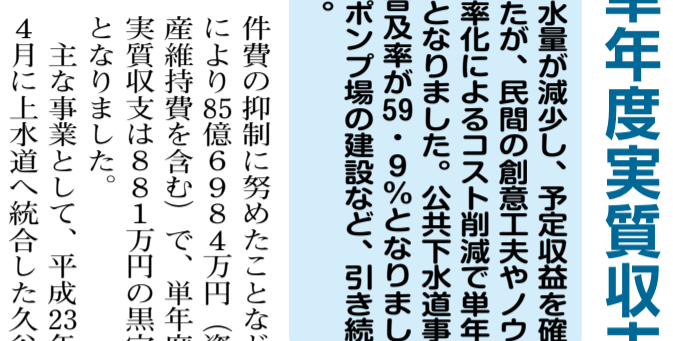 単年度実質収支
水量が減少し、予定収益を確
たが、民間の創意工夫やノウ
率化によるコスト削減で単年
となりました。公共下水道事
普及率が59・9％となりまし
ポンプ場の建設など、引き続
。
件費の抑制に努めたことなど
により85億6984万円（資
産維持費を含む）で、単年度
実質収支は881万円の黒字
となりました。
主な事業として、平成23年
4月に上水道へ統合した久谷